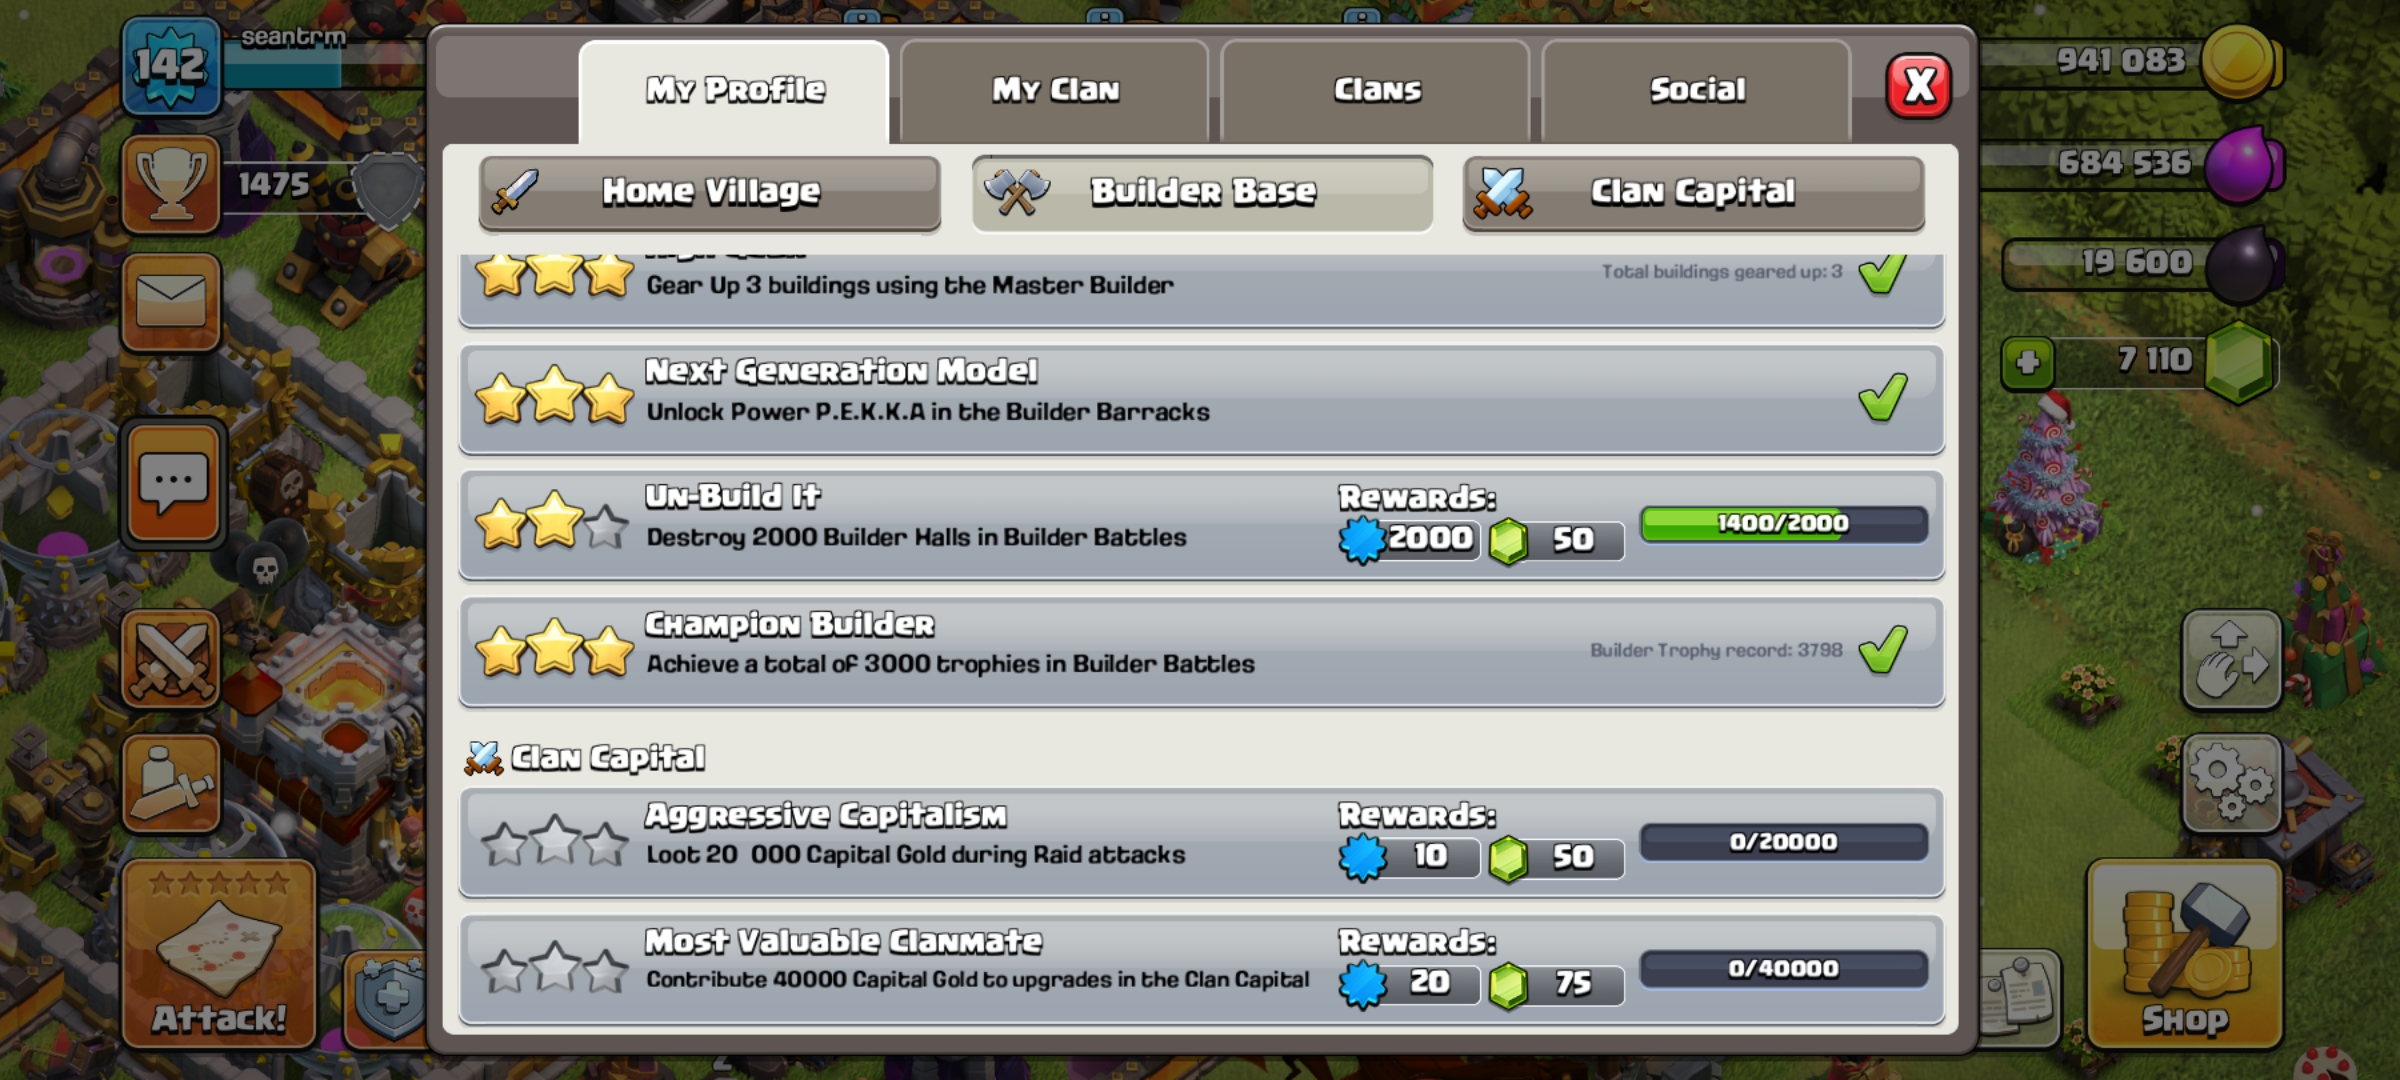 142
seantrm
1475
My Profile
My Clan
Clans
Social
X
941 083
684 536
19 600
7 110
Home Village
Builder Base
Clan Capital
Gear Up 3 buildings using the Master Builder
Total buildings geared up: 3
Next Generation Model
Unlock Power P.E.K.K.A in the Builder Barracks
Un-Build It
Destroy 2000 Builder Halls in Builder Battles
Rewards:
2000
50
1400/2000
Champion Builder
Achieve a total of 3000 trophies in Builder Battles
Builder Trophy record: 3798
Clan Capital
Aggressive Capitalism
Loot 20 000 Capital Gold during Raid attacks
Rewards:
10
50
0/20000
Most Valuable Clanmate
Contribute 40000 Capital Gold to upgrades in the Clan Capital
Rewards:
20
75
0/40000
Attack!
Shop